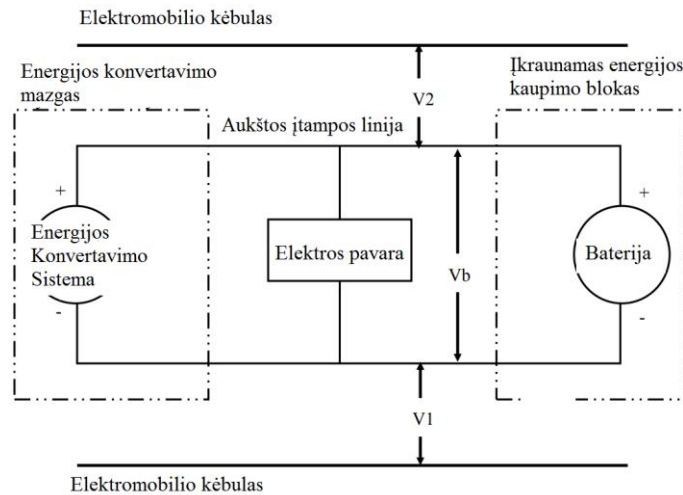 Elektromobilio kėbulas
Energijos konvertavimo
mazgas
Įkraunamas energijos
kaupimo blokas
V2
Aukštos įtampos linija
+
+
Energijos
Konvertavimo
Sistema
Elektros pavara
Baterija
Vb
-
-
V1
Elektromobilio kėbulas